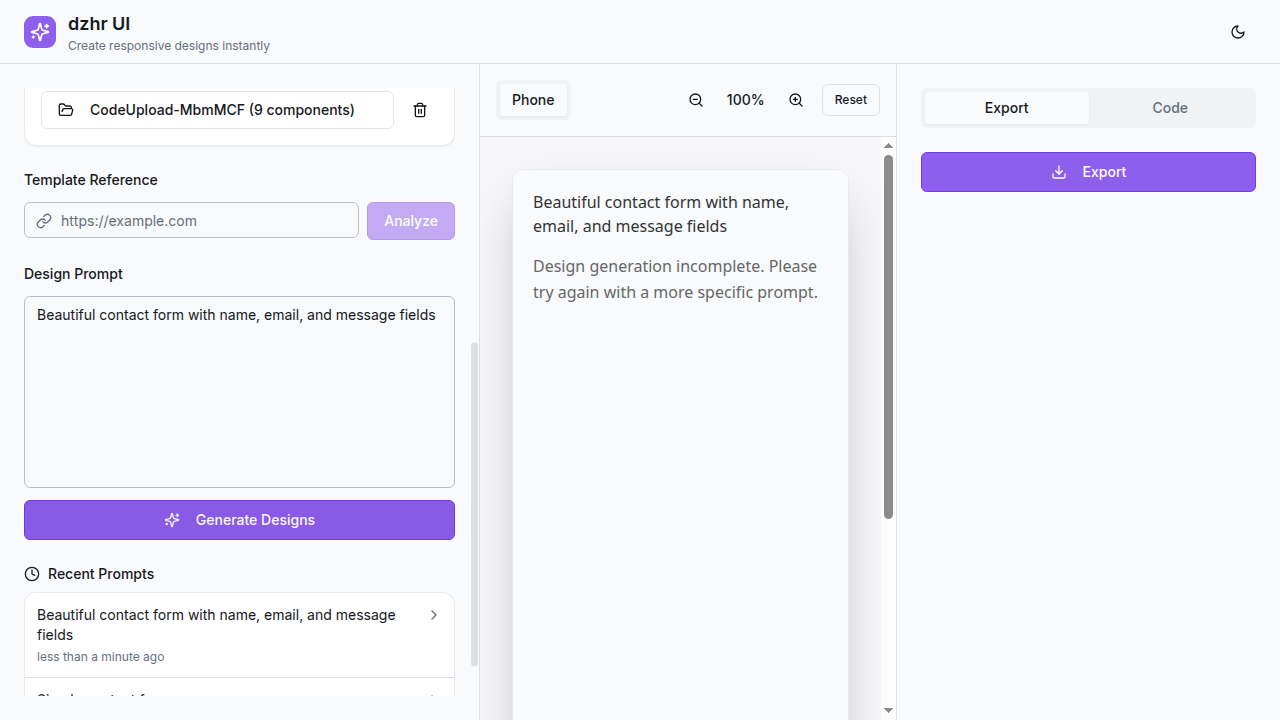 dzhr UI
Create responsive designs instantly
CodeUpload-MbmMCF (9 components)
Template Reference
https://example.com
Analyze
Design Prompt
Beautiful contact form with name, email, and message fields
Generate Designs
Recent Prompts
Beautiful contact form with name, email, and message
fields
less than a minute ago
Phone
100%
Reset
Beautiful contact form with name,
email, and message fields
Design generation incomplete. Please
try again with a more specific prompt.
Export
Code
Export